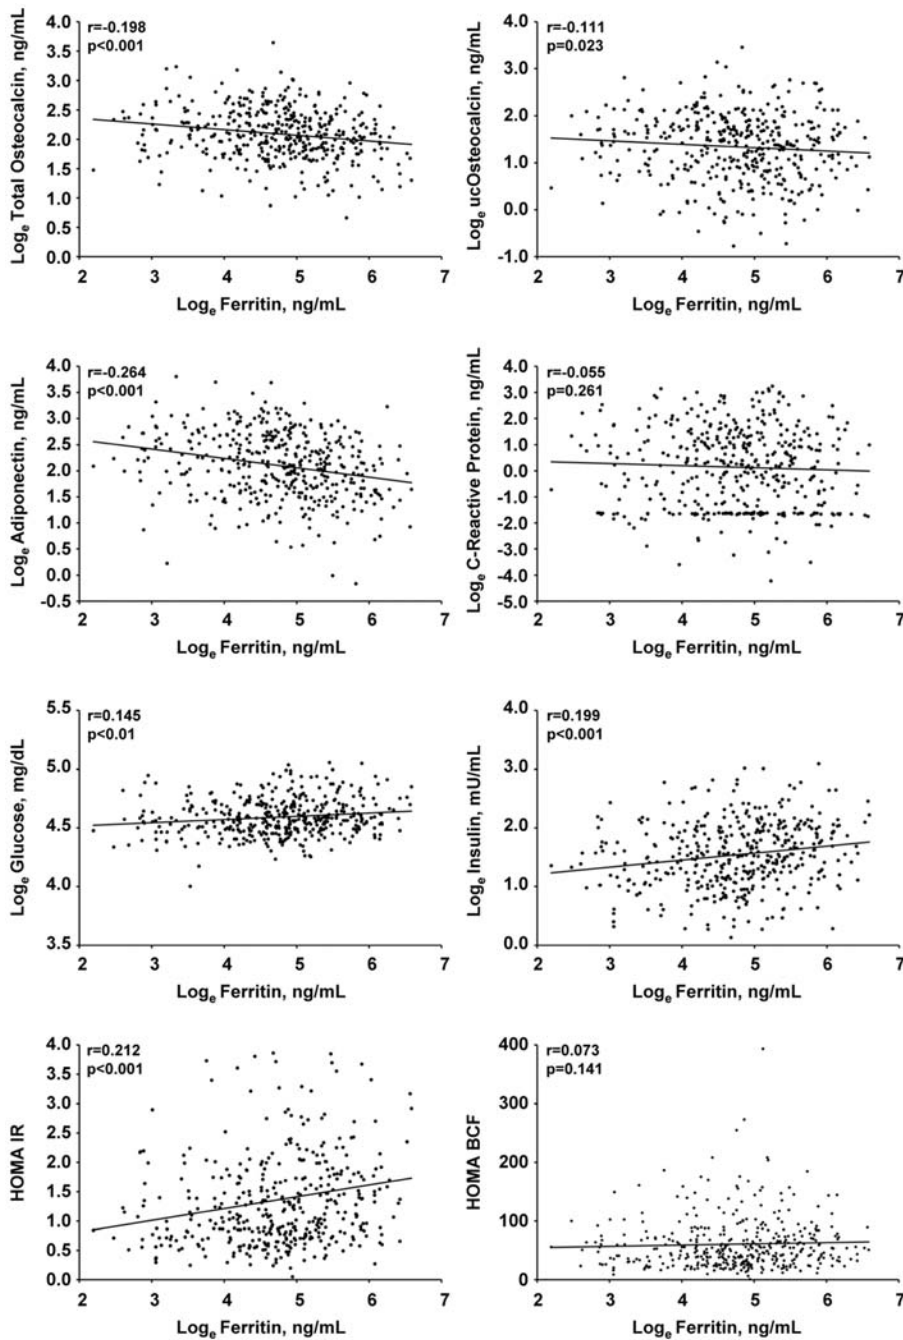 4.0
3.5
3.0
2.5
2.0
1.5
1.0
0.5
0.0
r=-0.198
p<0.001
Logₑ Total Osteocalcin, ng/mL
2 3 4 5 6 7
Logₑ Ferritin, ng/mL
4.0
3.0
2.0
1.0
0.0
-1.0
r=-0.111
p=0.023
Logₑ ucOsteocalcin, ng/mL
2 3 4 5 6 7
Logₑ Ferritin, ng/mL
4.0
3.5
3.0
2.5
2.0
1.5
1.0
0.5
0.0
-0.5
r=-0.264
p<0.001
Logₑ Adiponectin, ng/mL
2 3 4 5 6 7
Logₑ Ferritin, ng/mL
4.0
3.0
2.0
1.0
0.0
-1.0
-2.0
-3.0
-4.0
-5.0
r=-0.055
p=0.261
Logₑ C-Reactive Protein, ng/mL
2 3 4 5 6 7
Logₑ Ferritin, ng/mL
5.5
5.0
4.5
4.0
3.5
r=0.145
p<0.01
Logₑ Glucose, mg/dL
2 3 4 5 6 7
Logₑ Ferritin, ng/mL
4.0
3.0
2.0
1.0
0.0
r=0.199
p<0.001
Logₑ Insulin, mU/mL
2 3 4 5 6 7
Logₑ Ferritin, ng/mL
4.0
3.5
3.0
2.5
2.0
1.5
1.0
0.5
0.0
r=0.212
p<0.001
HOMA IR
2 3 4 5 6 7
Logₑ Ferritin, ng/mL
400
300
200
100
0
r=0.073
p=0.141
HOMA BCF
2 3 4 5 6 7
Logₑ Ferritin, ng/mL